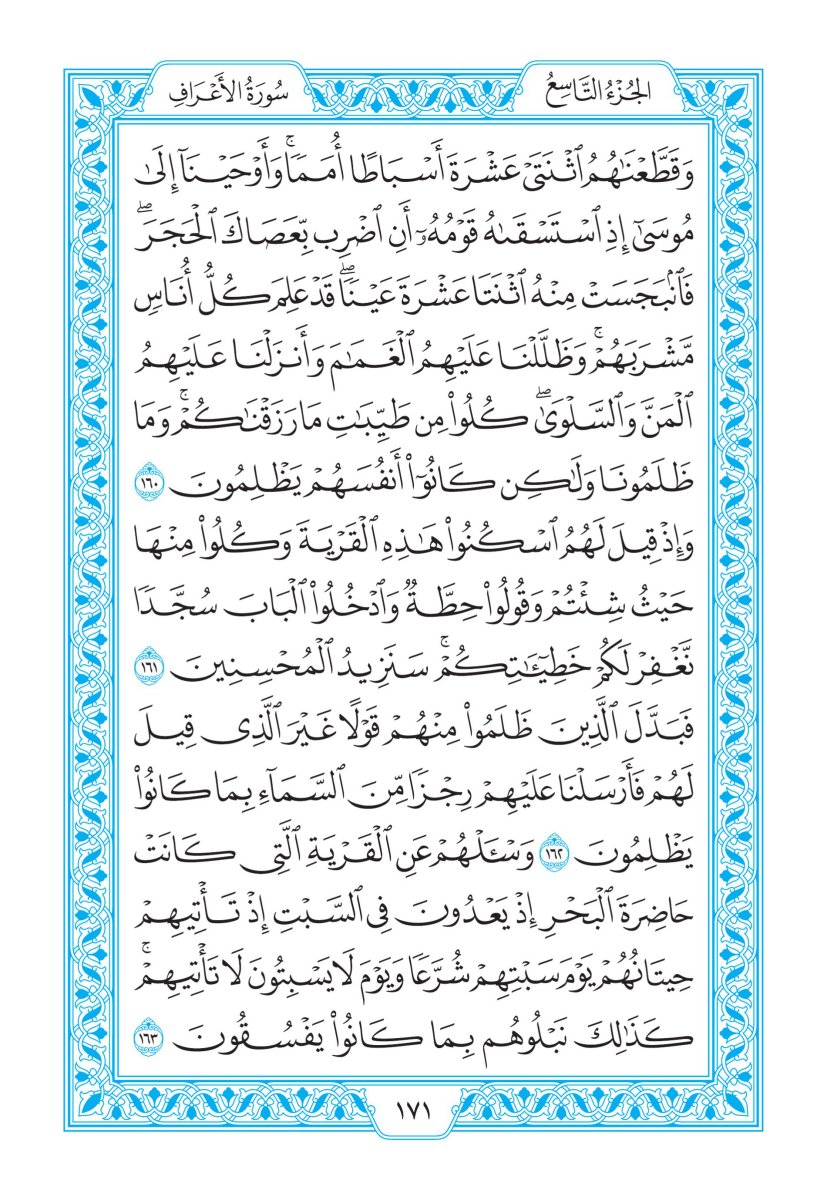 الجُزْءُ التَّاسِعُ
سُورَةُ الأَعْرَافِ
وَقَطَّعْنَٰهُمُ ٱثْنَتَىْ عَشْرَةَ أَسْبَاطًا أُمَمًاۚ وَأَوْحَيْنَآ إِلَىٰ
مُوسَىٰٓ إِذِ ٱسْتَسْقَىٰهُ قَوْمُهُۥٓ أَنِ ٱضْرِب بِّعَصَاكَ ٱلْحَجَرَۖ
فَٱنۢبَجَسَتْ مِنْهُ ٱثْنَتَا عَشْرَةَ عَيْنًاۖ قَدْ عَلِمَ كُلُّ أُنَاسٍ
مَّشْرَبَهُمْۚ وَظَلَّلْنَا عَلَيْهِمُ ٱلْغَمَٰمَ وَأَنزَلْنَا عَلَيْهِمُ
ٱلْمَنَّ وَٱلسَّلْوَىٰۖ كُلُوا۟ مِن طَيِّبَٰتِ مَا رَزَقْنَٰكُمْۚ وَمَا
ظَلَمُونَا وَلَٰكِن كَانُوٓا۟ أَنفُسَهُمْ يَظْلِمُونَ ١٦٠
وَإِذْ قِيلَ لَهُمُ ٱسْكُنُوا۟ هَٰذِهِ ٱلْقَرْيَةَ وَكُلُوا۟ مِنْهَا
حَيْثُ شِئْتُمْ وَقُولُوا۟ حِطَّةٌ وَٱدْخُلُوا۟ ٱلْبَابَ سُجَّدًا
نَّغْفِرْ لَكُمْ خَطِيٓـَٰٔتِكُمْۚ سَنَزِيدُ ٱلْمُحْسِنِينَ ١٦١
فَبَدَّلَ ٱلَّذِينَ ظَلَمُوا۟ مِنْهُمْ قَوْلًا غَيْرَ ٱلَّذِى قِيلَ
لَهُمْ فَأَرْسَلْنَا عَلَيْهِمْ رِجْزًا مِّنَ ٱلسَّمَآءِ بِمَا كَانُوا۟
يَظْلِمُونَ ١٦٢ وَسْـَٔلْهُمْ عَنِ ٱلْقَرْيَةِ ٱلَّتِى كَانَتْ
حَاضِرَةَ ٱلْبَحْرِ إِذْ يَعْدُونَ فِى ٱلسَّبْتِ إِذْ تَأْتِيهِمْ
حِيتَانُهُمْ يَوْمَ سَبْتِهِمْ شُرَّعًا وَيَوْمَ لَا يَسْبِتُونَ لَا تَأْتِيهِمْۚ
كَذَٰلِكَ نَبْلُوهُم بِمَا كَانُوا۟ يَفْسُقُونَ ١٦٣
١٧١